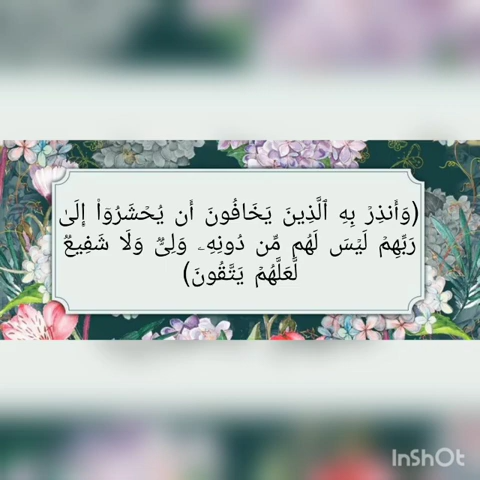 (وَأَنذِرۡ بِهِ ٱلَّذِينَ يَخَافُونَ أَن يُحۡشَرُوٓاْ إِلَىٰ
رَبِّهِمۡ لَيۡسَ لَهُم مِّن دُونِهِۦ وَلِيّٞ وَلَا شَفِيعٞ
لَّعَلَّهُمۡ يَتَّقُونَ)
InShOt